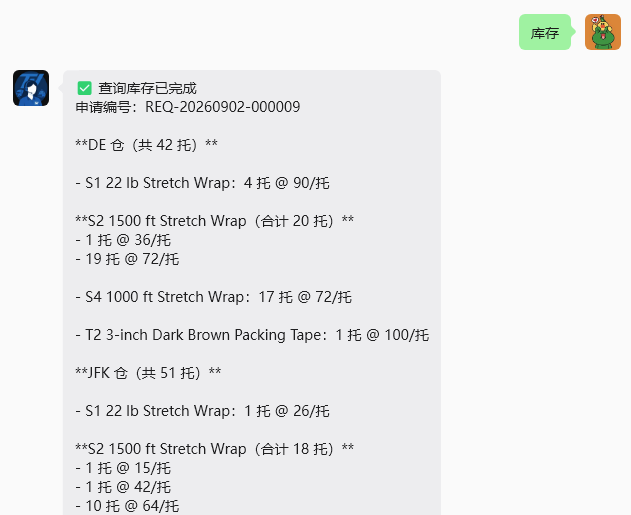 库存
✅ 查询库存已完成
申请编号：REQ-20260902-000009
**DE 仓（共 42 托）**
- S1 22 lb Stretch Wrap：4 托 @ 90/托
**S2 1500 ft Stretch Wrap（合计 20 托）**
- 1 托 @ 36/托
- 19 托 @ 72/托
- S4 1000 ft Stretch Wrap：17 托 @ 72/托
- T2 3-inch Dark Brown Packing Tape：1 托 @ 100/托
**JFK 仓（共 51 托）**
- S1 22 lb Stretch Wrap：1 托 @ 26/托
**S2 1500 ft Stretch Wrap（合计 18 托）**
- 1 托 @ 15/托
- 1 托 @ 42/托
- 10 托 @ 64/托